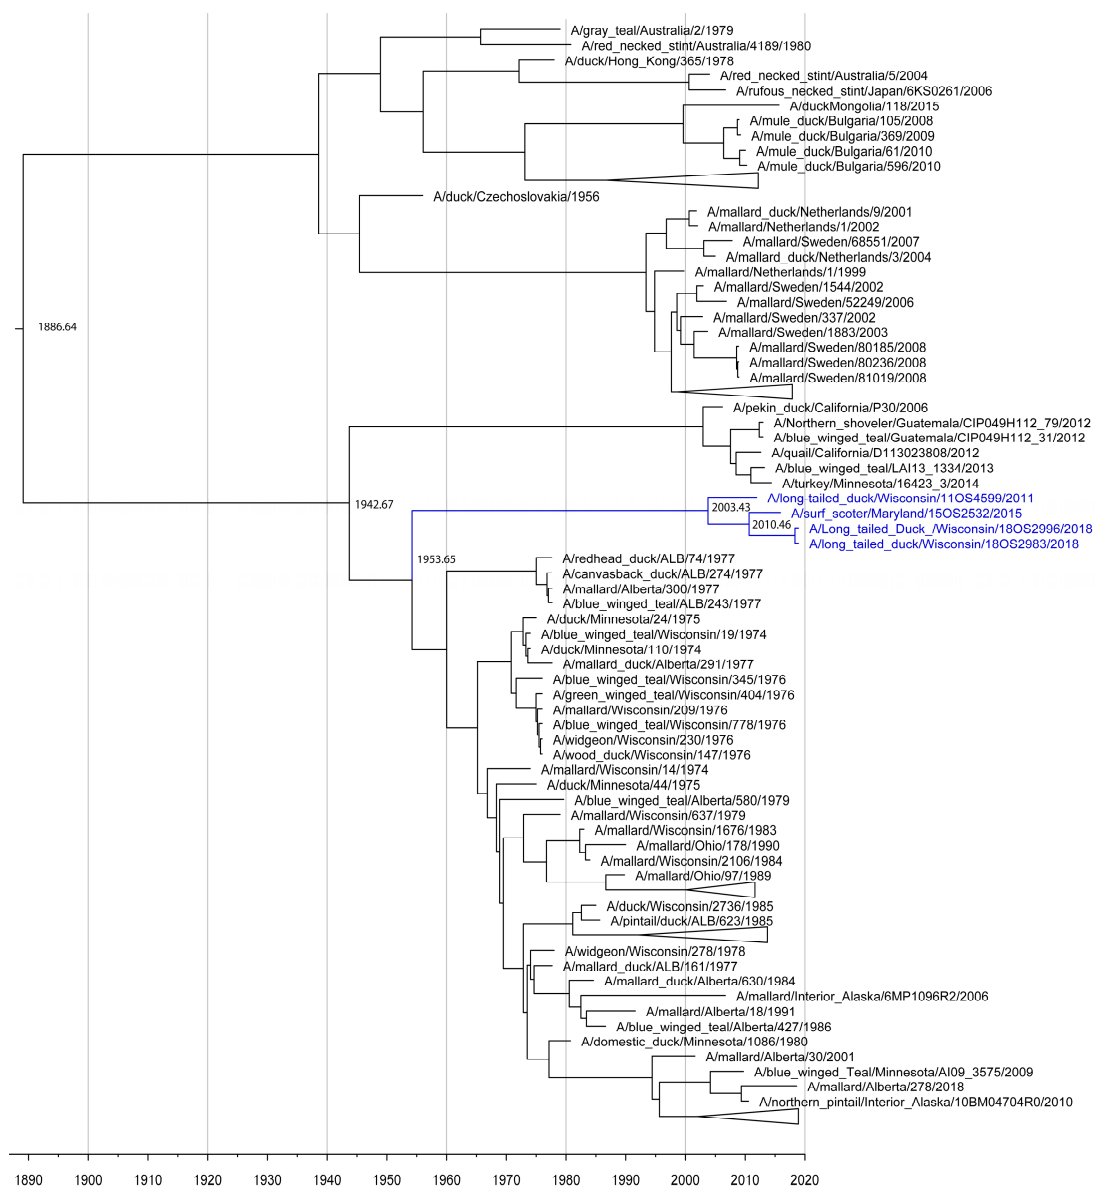 A/gray_teal/Australia/2/1979
A/red_necked_stint/Australia/4189/1980
A/duck/Hong_Kong/365/1978
A/red_necked_stint/Australia/5/2004
A/rufous_necked_stint/Japan/6KS0261/2006
A/duckMongolia/118/2015
A/mule_duck/Bulgaria/105/2008
A/mule_duck/Bulgaria/369/2009
A/mule_duck/Bulgaria/61/2010
A/mule_duck/Bulgaria/596/2010
A/duck/Czechoslovakia/1956
A/mallard_duck/Netherlands/9/2001
A/mallard/Netherlands/1/2002
A/mallard/Sweden/68551/2007
A/mallard_duck/Netherlands/3/2004
A/mallard/Netherlands/1/1999
A/mallard/Sweden/1544/2002
A/mallard/Sweden/52249/2006
A/mallard/Sweden/337/2002
1886.64
A/mallard/Sweden/1883/2003
A/mallard/Sweden/80185/2008
A/mallard/Sweden/80236/2008
A/mallard/Sweden/81019/2008
A/pekin_duck/California/P30/2006
A/Northern_shoveler/Guatemala/CIP049H112_79/2012
A/blue_winged_teal/Guatemala/CIP049H112_31/2012
A/quail/California/D113023808/2012
A/blue_winged_teal/LAI13_1334/2013
A/turkey/Minnesota/16423_3/2014
A/long_tailed_duck/Wisconsin/11OS4599/2011
1942.67
2003.43
A/surf_scoter/Maryland/15OS2532/2015
2010.46
A/Long_tailed_Duck_/Wisconsin/18OS2996/2018
A/long_tailed_duck/Wisconsin/18OS2983/2018
1953.65
A/redhead_duck/ALB/74/1977
A/canvasback_duck/ALB/274/1977
A/mallard/Alberta/300/1977
A/blue_winged_teal/ALB/243/1977
A/duck/Minnesota/24/1975
A/blue_winged_teal/Wisconsin/19/1974
A/duck/Minnesota/110/1974
A/mallard_duck/Alberta/291/1977
A/blue_winged_teal/Wisconsin/345/1976
A/green_winged_teal/Wisconsin/404/1976
A/mallard/Wisconsin/209/1976
A/blue_winged_teal/Wisconsin/778/1976
A/widgeon/Wisconsin/230/1976
A/wood_duck/Wisconsin/147/1976
A/mallard/Wisconsin/14/1974
A/duck/Minnesota/44/1975
A/blue_winged_teal/Alberta/580/1979
A/mallard/Wisconsin/637/1979
A/mallard/Wisconsin/1676/1983
A/mallard/Ohio/178/1990
A/mallard/Wisconsin/2106/1984
A/mallard/Ohio/97/1989
A/duck/Wisconsin/2736/1985
A/pintail/duck/ALB/623/1985
A/widgeon/Wisconsin/278/1978
A/mallard_duck/ALB/161/1977
A/mallard_duck/Alberta/630/1984
A/mallard/Interior_Alaska/6MP1096R2/2006
A/mallard/Alberta/18/1991
A/blue_winged_teal/Alberta/427/1986
A/domestic_duck/Minnesota/1086/1980
A/mallard/Alberta/30/2001
A/blue_winged_Teal/Minnesota/AI09_3575/2009
A/mallard/Alberta/278/2018
A/northern_pintail/Interior_Alaska/10BM04704R0/2010
1890 1900 1910 1920 1930 1940 1950 1960 1970 1980 1990 2000 2010 2020